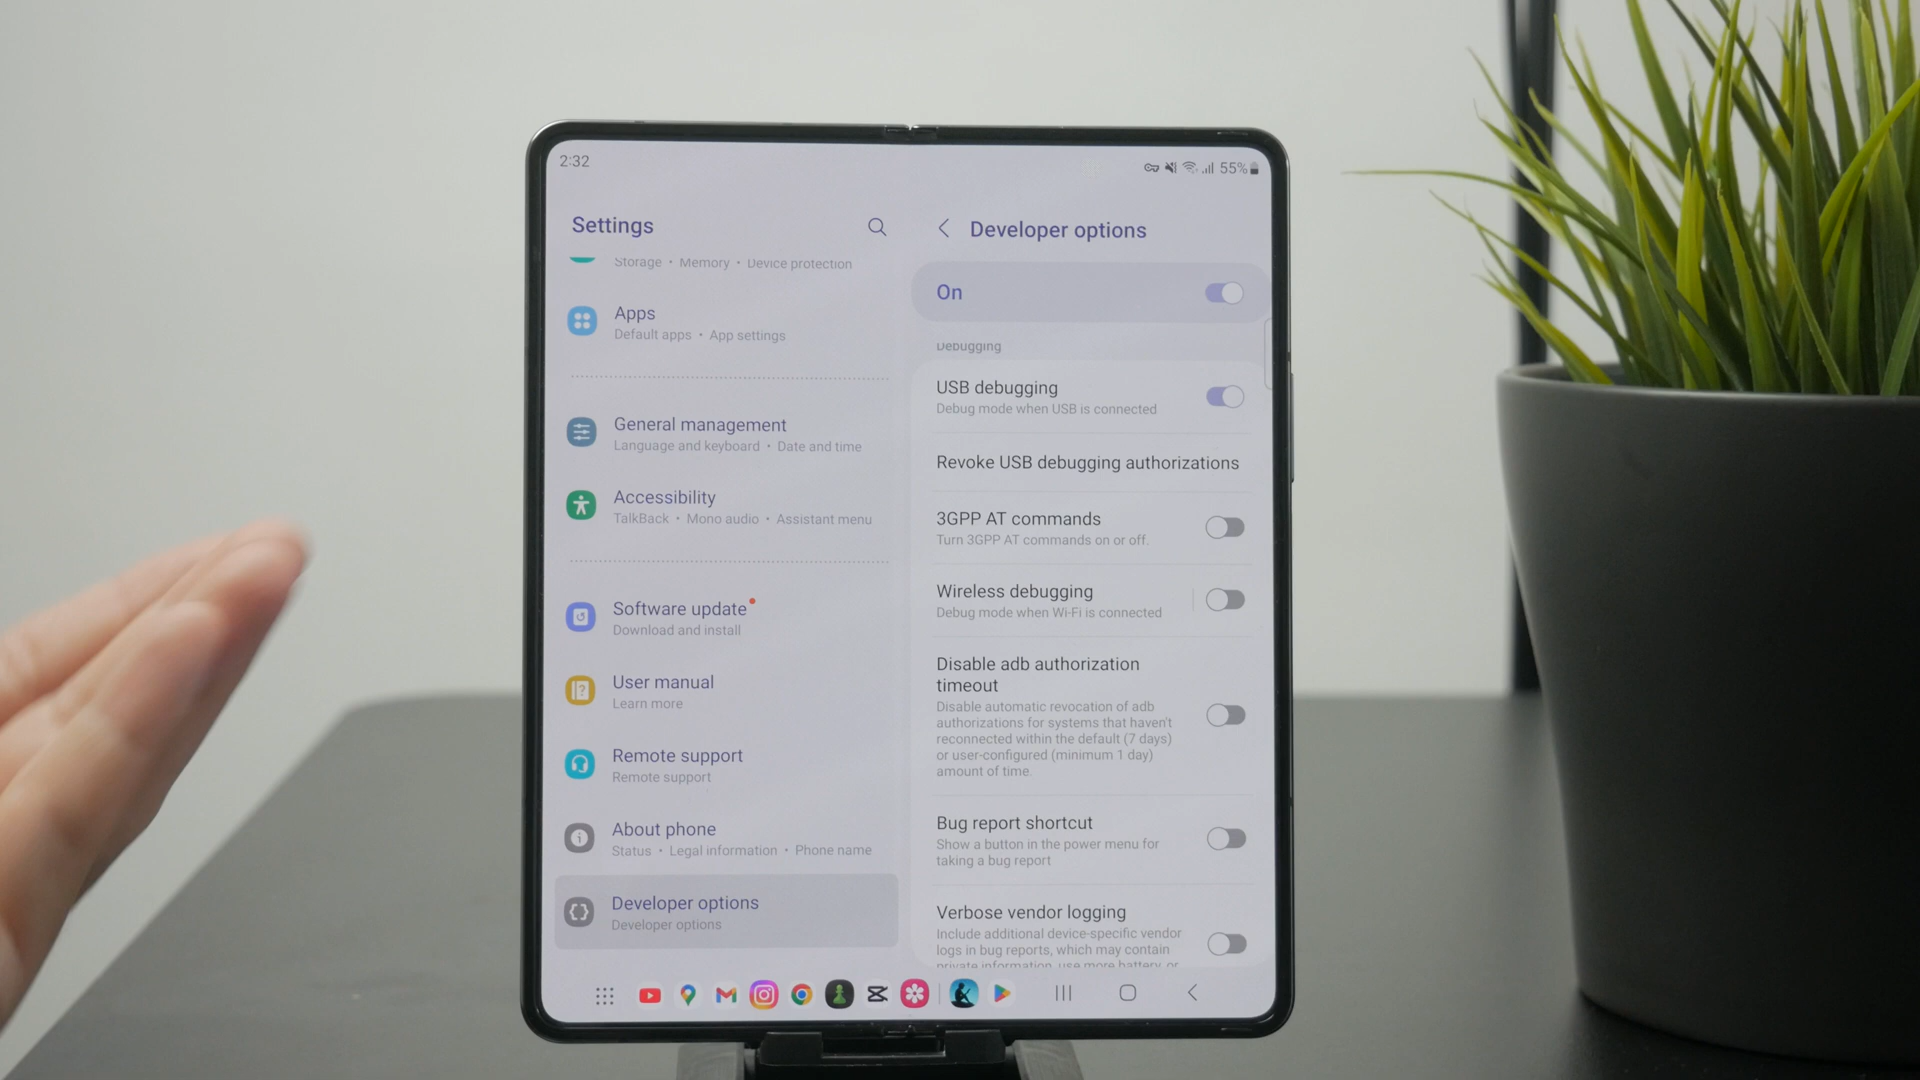 2:32
55%
Settings
Storage • Memory • Device protection
Apps
Default apps • App settings
General management
Language and keyboard • Date and time
Accessibility
TalkBack • Mono audio • Assistant menu
Software update
Download and install
User manual
Learn more
Remote support
Remote support
About phone
Status • Legal information • Phone name
Developer options
Developer options
Developer options
On
Debugging
USB debugging
Debug mode when USB is connected
Revoke USB debugging authorizations
3GPP AT commands
Turn 3GPP AT commands on or off.
Wireless debugging
Debug mode when Wi-Fi is connected
Disable adb authorization
timeout
Disable automatic revocation of adb
authorizations for systems that haven't
reconnected within the default (7 days)
or user-configured (minimum 1 day)
amount of time.
Bug report shortcut
Show a button in the power menu for
taking a bug report
Verbose vendor logging
Include additional device-specific vendor
logs in bug reports, which may contain
private information, use more battery, or